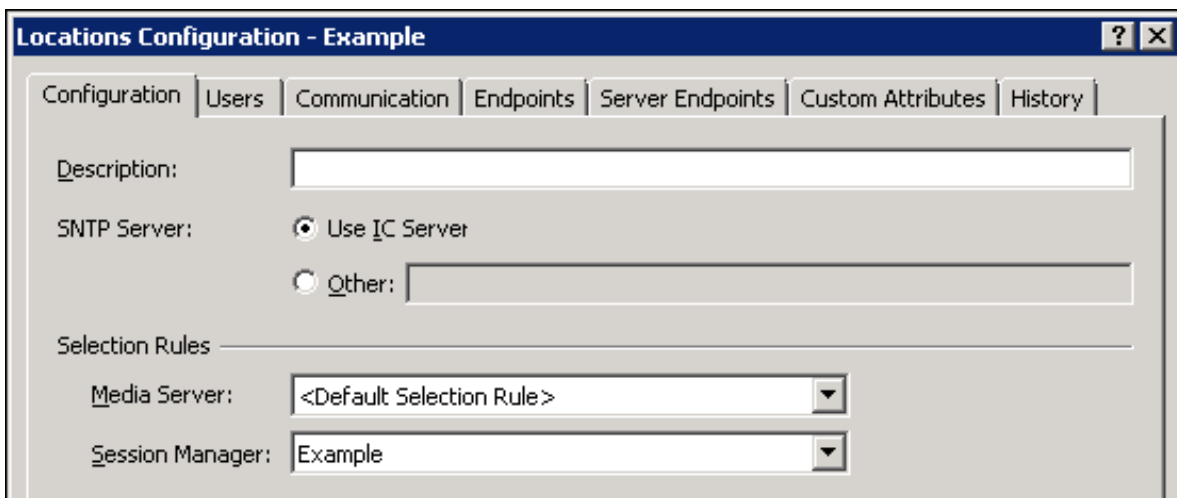 Locations Configuration - Example
Configuration Users Communication Endpoints Server Endpoints Custom Attributes History
Description:
SNTP Server: Use IC Server
Other:
Selection Rules
Media Server: <Default Selection Rule>
Session Manager: Example